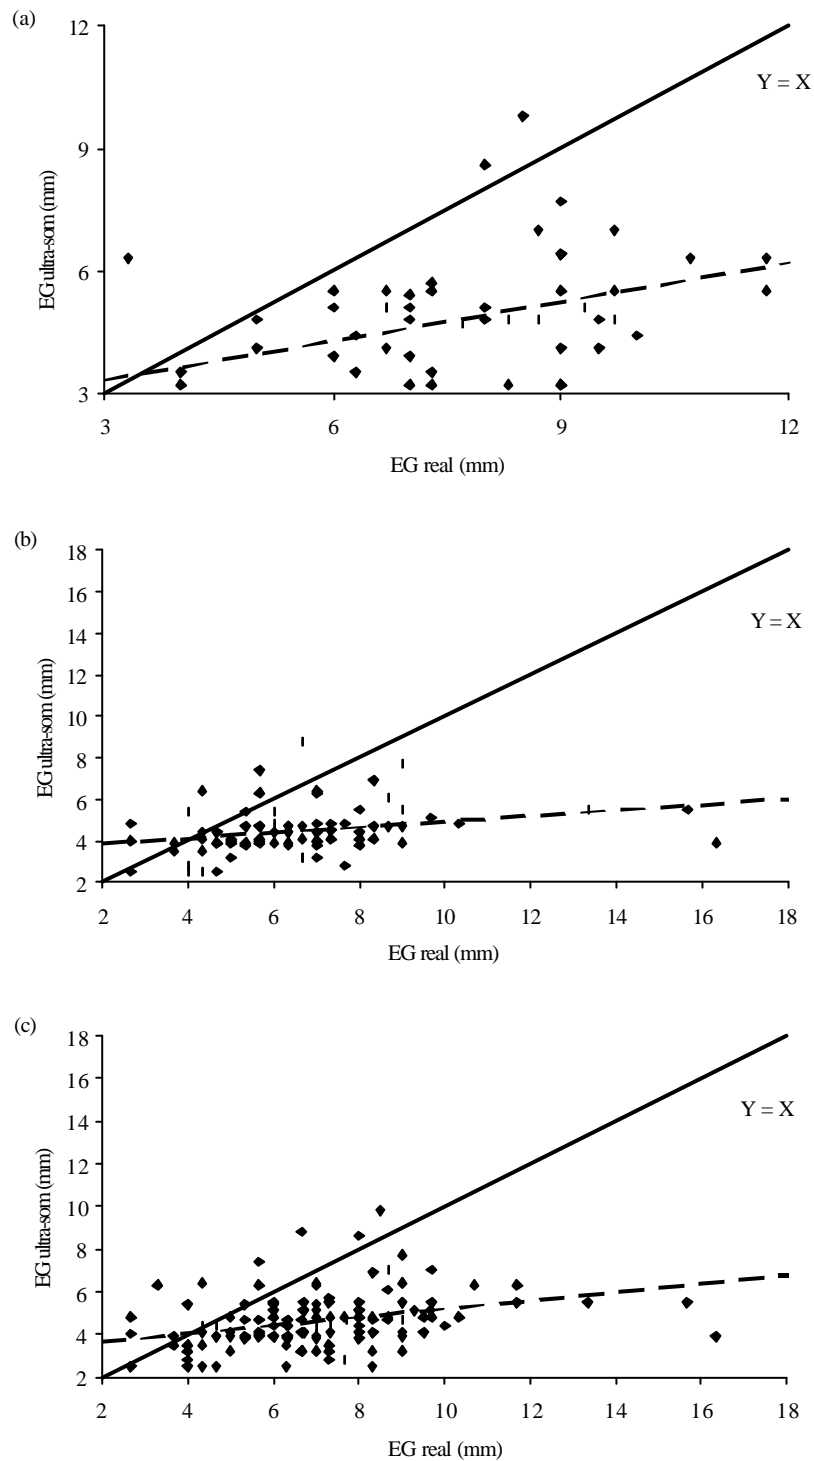 (a)
12
Y = X
9
EG ultra-som (mm)
6
3
3 6 9 12
EG real (mm)
(b)
18
16
14
Y = X
12
10
EG ultra-som (mm)
8
6
4
2
2 4 6 8 10 12 14 16 18
EG real (mm)
(c)
18
16
14
Y = X
12
10
EG ultra-som (mm)
8
6
4
2
2 4 6 8 10 12 14 16 18
EG real (mm)